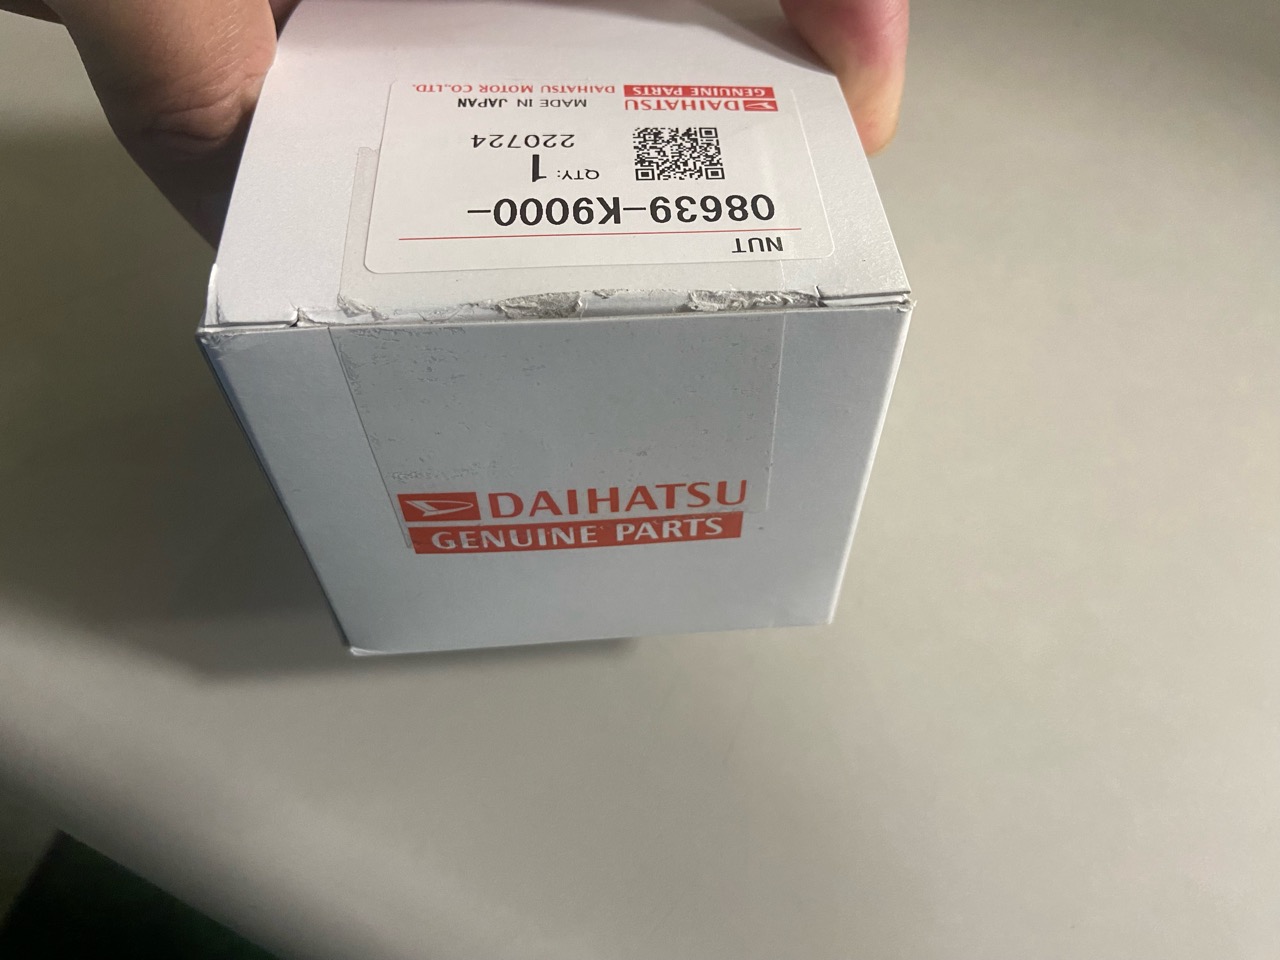 NUT
08639-K9000-
QTY: 1
220724
MADE IN JAPAN
DAIHATSU
GENUINE PARTS
DAIHATSU MOTOR CO.,LTD.
DAIHATSU
GENUINE PARTS